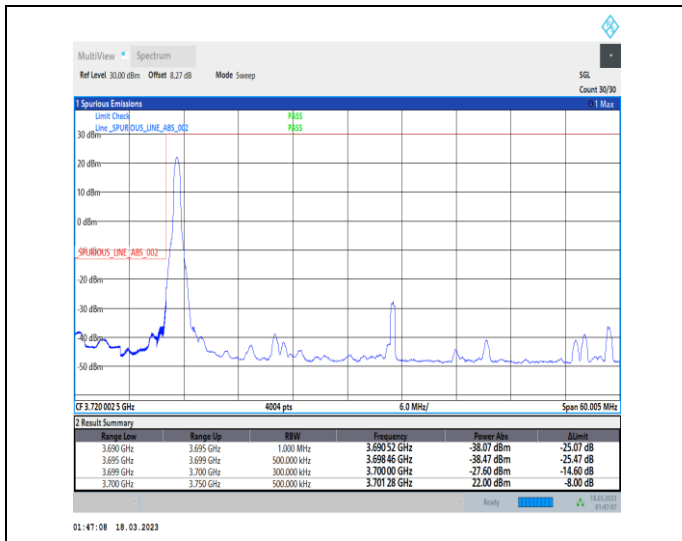 MultiView Spectrum
Ref Level 30.00 dBm Offset 8.27 dB Mode Sweep SGL
Count 30/30
1 Spurious Emissions 1 Max
Limit Check PASS
Line _SPURIOUS_LINE_ABS_002 PASS
30 dBm
20 dBm
10 dBm
0 dBm
_SPURIOUS_LINE_ABS_002
-20 dBm
-30 dBm
-40 dBm
-50 dBm
CF 3.720 002 5 GHz 4004 pts 6.0 MHz/ Span 60.005 MHz
2 Result Summary
Range Low Range Up RBW Frequency Power Abs ΔLimit
3.690 GHz 3.695 GHz 1.000 MHz 3.690 52 GHz -38.07 dBm -25.07 dB
3.695 GHz 3.699 GHz 500.000 kHz 3.698 46 GHz -38.47 dBm -25.47 dB
3.699 GHz 3.700 GHz 300.000 kHz 3.700 00 GHz -27.60 dBm -14.60 dB
3.700 GHz 3.750 GHz 500.000 kHz 3.701 28 GHz 22.00 dBm -8.00 dB
Ready 18.03.2023
01:47:07
01:47:08 18.03.2023